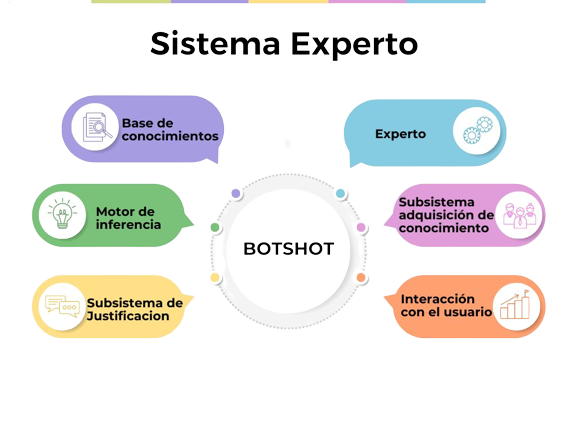 Sistema Experto
Base de
conocimientos
Experto
Motor de
inferencia
Subsistema
adquisición de
conocimiento
BOTSHOT
Subsistema de
Justificacion
Interacción
con el usuario